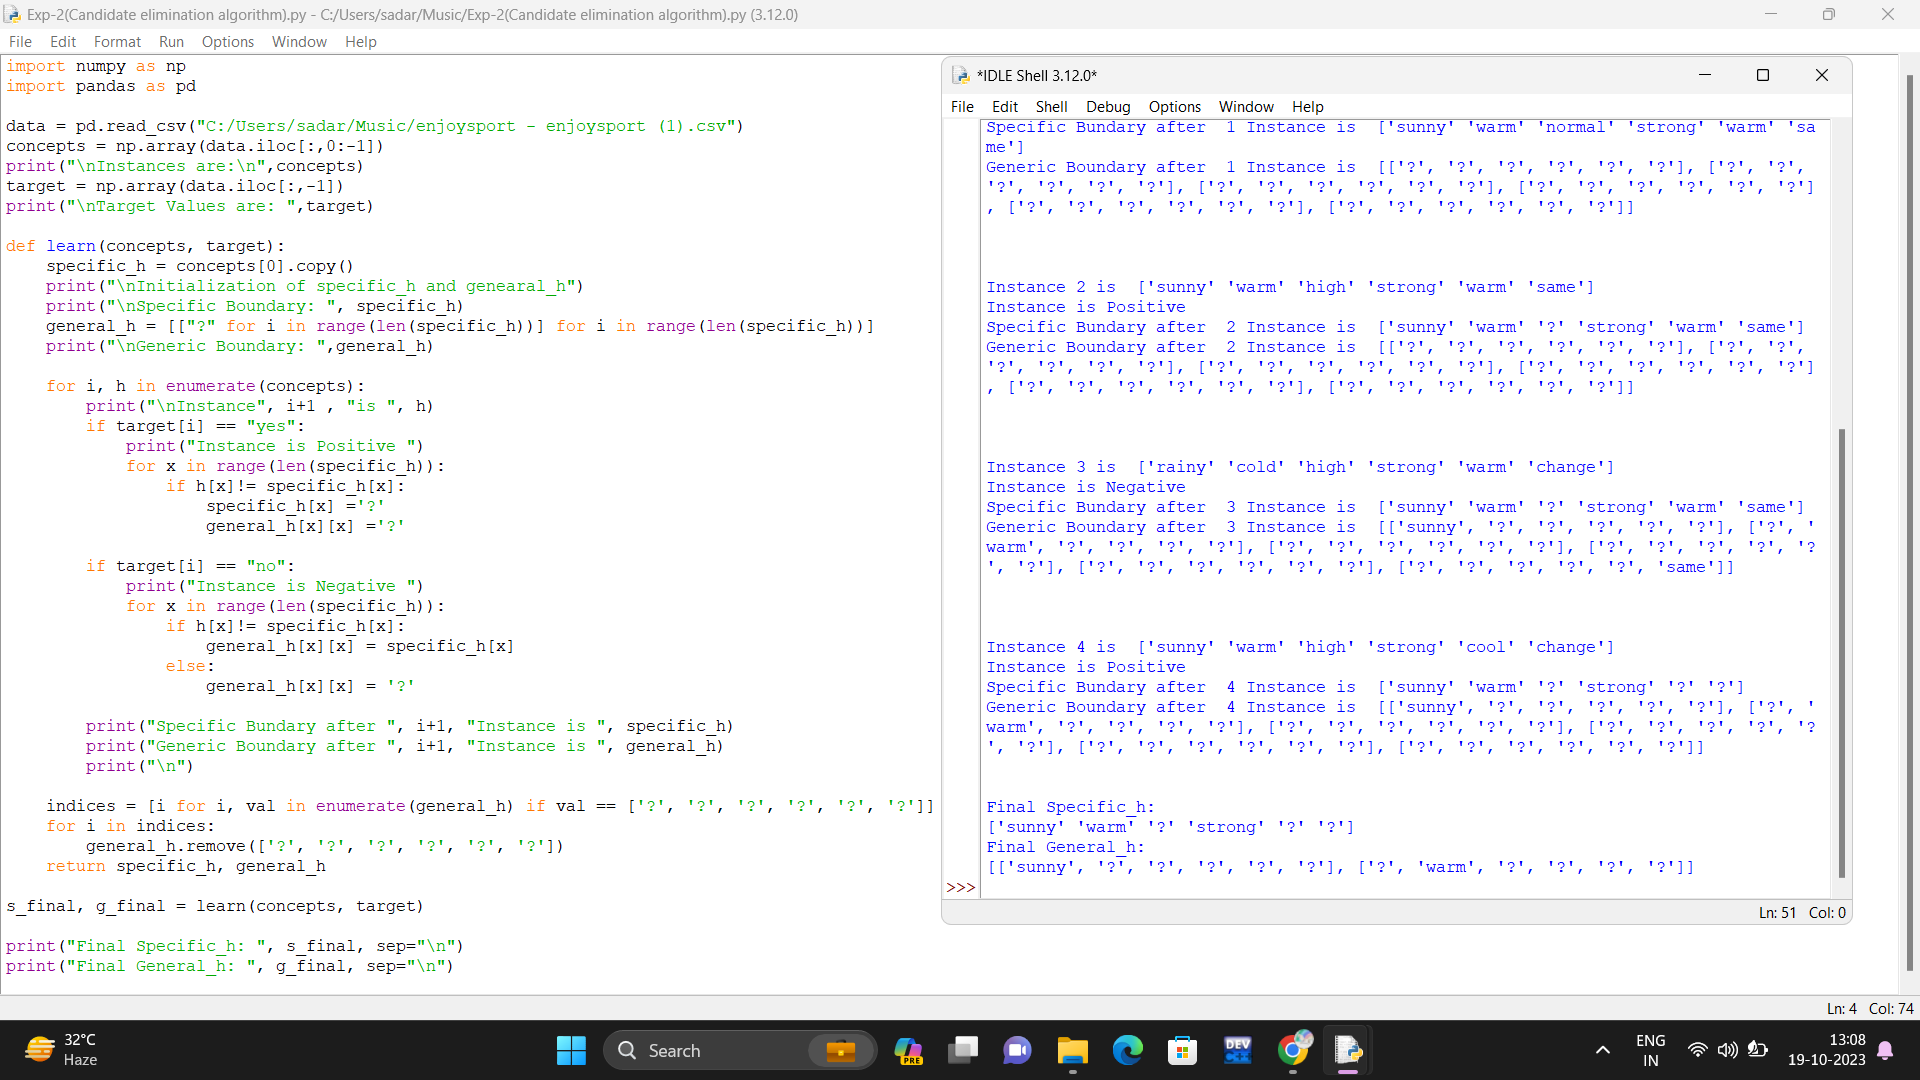 Exp-2(Candidate elimination algorithm).py - C:/Users/sadar/Music/Exp-2(Candidate elimination algorithm).py (3.12.0)
File Edit Format Run Options Window Help
import numpy as np
import pandas as pd
data = pd.read_csv("C:/Users/sadar/Music/enjoysport - enjoysport (1).csv")
concepts = np.array(data.iloc[:,0:-1])
print("\nInstances are:\n",concepts)
target = np.array(data.iloc[:,-1])
print("\nTarget Values are: ",target)
def learn(concepts, target):
    specific_h = concepts[0].copy()
    print("\nInitialization of specific_h and genearal_h")
    print("\nSpecific Boundary: ", specific_h)
    general_h = [["?" for i in range(len(specific_h))] for i in range(len(specific_h))]
    print("\nGeneric Boundary: ",general_h)
    for i, h in enumerate(concepts):
        print("\nInstance", i+1 , "is ", h)
        if target[i] == "yes":
            print("Instance is Positive ")
            for x in range(len(specific_h)):
                if h[x]!= specific_h[x]:
                    specific_h[x] ='?'
                    general_h[x][x] ='?'
        if target[i] == "no":
            print("Instance is Negative ")
            for x in range(len(specific_h)):
                if h[x]!= specific_h[x]:
                    general_h[x][x] = specific_h[x]
                else:
                    general_h[x][x] = '?'
        print("Specific Bundary after ", i+1, "Instance is ", specific_h)
        print("Generic Boundary after ", i+1, "Instance is ", general_h)
        print("\n")
    indices = [i for i, val in enumerate(general_h) if val == ['?', '?', '?', '?', '?', '?']]
    for i in indices:
        general_h.remove(['?', '?', '?', '?', '?', '?'])
    return specific_h, general_h
s_final, g_final = learn(concepts, target)
print("Final Specific_h: ", s_final, sep="\n")
print("Final General_h: ", g_final, sep="\n")
*IDLE Shell 3.12.0*
File Edit Shell Debug Options Window Help
Specific Bundary after  1 Instance is  ['sunny' 'warm' 'normal' 'strong' 'warm' 'sa
me']
Generic Boundary after  1 Instance is  [['?', '?', '?', '?', '?', '?'], ['?', '?',
'?', '?', '?', '?'], ['?', '?', '?', '?', '?', '?'], ['?', '?', '?', '?', '?', '?']
, ['?', '?', '?', '?', '?', '?'], ['?', '?', '?', '?', '?', '?']]
Instance 2 is  ['sunny' 'warm' 'high' 'strong' 'warm' 'same']
Instance is Positive
Specific Bundary after  2 Instance is  ['sunny' 'warm' '?' 'strong' 'warm' 'same']
Generic Boundary after  2 Instance is  [['?', '?', '?', '?', '?', '?'], ['?', '?',
'?', '?', '?', '?'], ['?', '?', '?', '?', '?', '?'], ['?', '?', '?', '?', '?', '?']
, ['?', '?', '?', '?', '?', '?'], ['?', '?', '?', '?', '?', '?']]
Instance 3 is  ['rainy' 'cold' 'high' 'strong' 'warm' 'change']
Instance is Negative
Specific Bundary after  3 Instance is  ['sunny' 'warm' '?' 'strong' 'warm' 'same']
Generic Boundary after  3 Instance is  [['sunny', '?', '?', '?', '?', '?'], ['?', '
warm', '?', '?', '?', '?'], ['?', '?', '?', '?', '?', '?'], ['?', '?', '?', '?', '?
', '?'], ['?', '?', '?', '?', '?', '?'], ['?', '?', '?', '?', '?', 'same']]
Instance 4 is  ['sunny' 'warm' 'high' 'strong' 'cool' 'change']
Instance is Positive
Specific Bundary after  4 Instance is  ['sunny' 'warm' '?' 'strong' '?' '?']
Generic Boundary after  4 Instance is  [['sunny', '?', '?', '?', '?', '?'], ['?', '
warm', '?', '?', '?', '?'], ['?', '?', '?', '?', '?', '?'], ['?', '?', '?', '?', '?
', '?'], ['?', '?', '?', '?', '?', '?'], ['?', '?', '?', '?', '?', '?']]
Final Specific_h:
['sunny' 'warm' '?' 'strong' '?' '?']
Final General_h:
[['sunny', '?', '?', '?', '?', '?'], ['?', 'warm', '?', '?', '?', '?']]
>>>
Ln: 51 Col: 0
Ln: 4 Col: 74
32°C
Haze
Search
PRE
DEV
C++
ENG
IN
13:08
19-10-2023